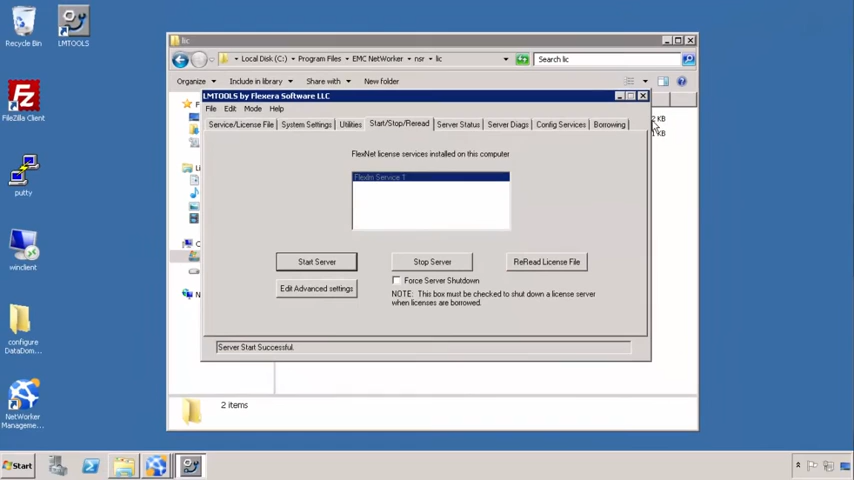 Recycle Bin
LMTOOLS
FileZilla Client
putty
winclient
configure
DataDom...
NetWorker
Manageme...
lic
Local Disk (C:)
Program Files
EMC NetWorker
nsr
lic
Search lic
Organize
Include in library
Share with
New folder
LMTOOLS by Flexera Software LLC
File Edit Mode Help
Service/License File
System Settings
Utilities
Start/Stop/Reread
Server Status
Server Diags
Config Services
Borrowing
2 KB
1 KB
FlexNet license services installed on this computer
Flexlm Service 1
Start Server
Stop Server
ReRead License File
Edit Advanced settings
Force Server Shutdown
NOTE: This box must be checked to shut down a license server
when licenses are borrowed.
Server Start Successful.
2 items
Start